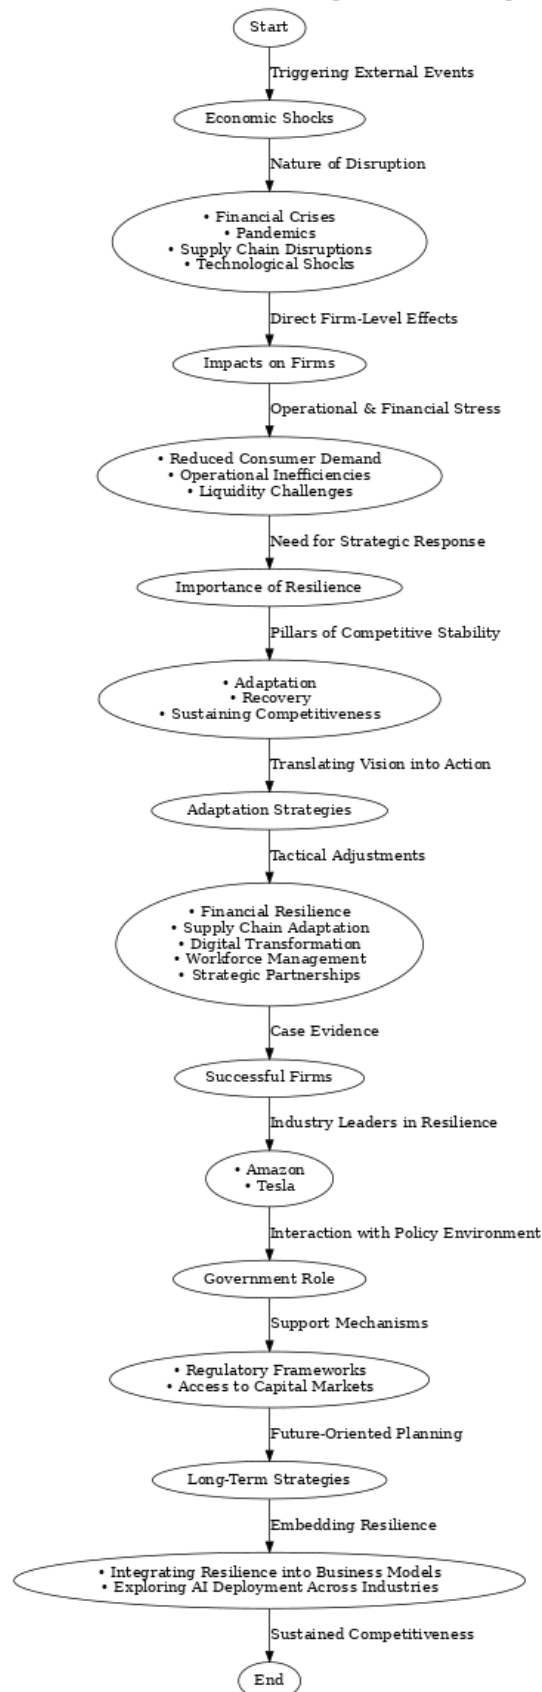 Start
Triggering External Events
Economic Shocks
Nature of Disruption
• Financial Crises
• Pandemics
• Supply Chain Disruptions
• Technological Shocks
Direct Firm-Level Effects
Impacts on Firms
Operational & Financial Stress
• Reduced Consumer Demand
• Operational Inefficiencies
• Liquidity Challenges
Need for Strategic Response
Importance of Resilience
Pillars of Competitive Stability
• Adaptation
• Recovery
• Sustaining Competitiveness
Translating Vision into Action
Adaptation Strategies
Tactical Adjustments
• Financial Resilience
• Supply Chain Adaptation
• Digital Transformation
• Workforce Management
• Strategic Partnerships
Case Evidence
Successful Firms
Industry Leaders in Resilience
• Amazon
• Tesla
Interaction with Policy Environment
Government Role
Support Mechanisms
• Regulatory Frameworks
• Access to Capital Markets
Future-Oriented Planning
Long-Term Strategies
Embedding Resilience
• Integrating Resilience into Business Models
• Exploring AI Deployment Across Industries
Sustained Competitiveness
End